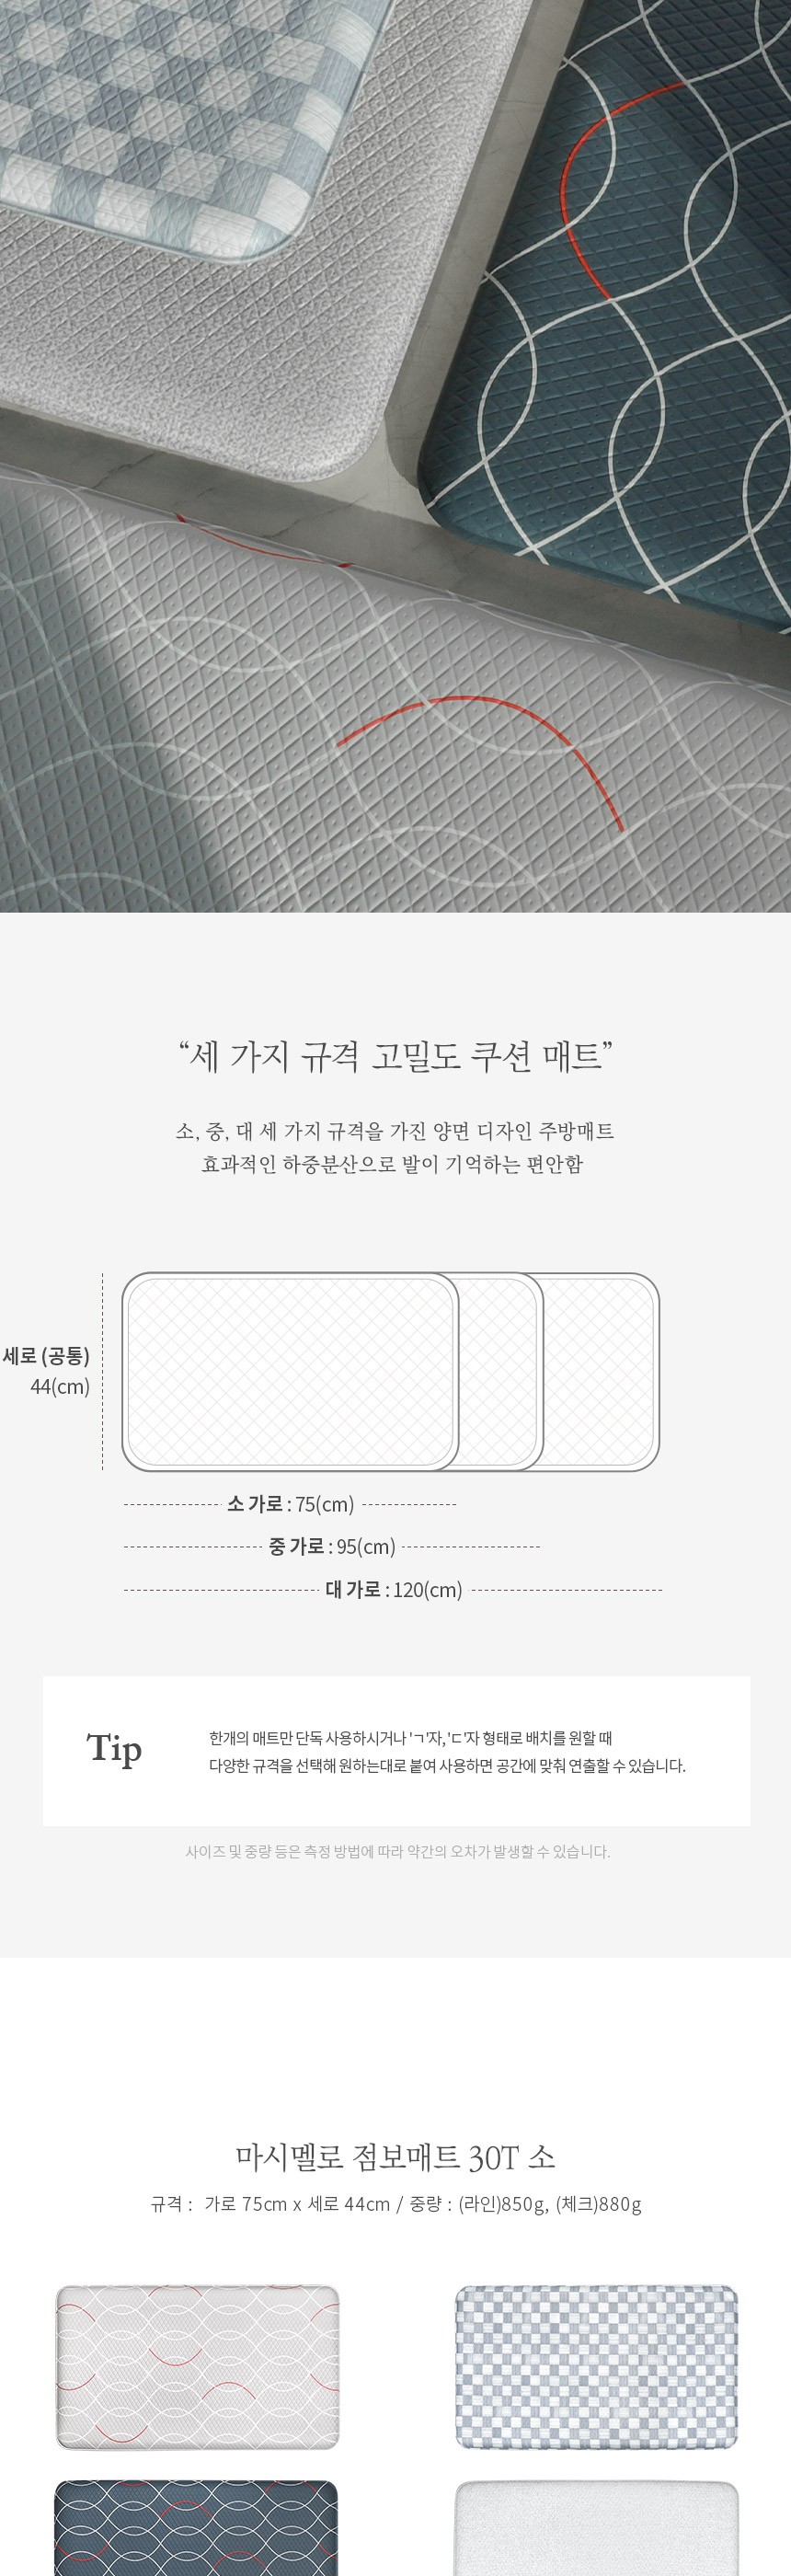 “세 가지 규격 고밀도 쿠션 매트”
소, 중, 대 세 가지 규격을 가진 양면 디자인 주방매트
효과적인 하중분산으로 발이 기억하는 편안함
세로 (공통)
44(cm)
소 가로 : 75(cm)
중 가로 : 95(cm)
대 가로 : 120(cm)
Tip
한개의 매트만 단독 사용하시거나 'ㄱ'자, 'ㄷ'자 형태로 배치를 원할 때
다양한 규격을 선택해 원하는대로 붙여 사용하면 공간에 맞춰 연출할 수 있습니다.
사이즈 및 중량 등은 측정 방법에 따라 약간의 오차가 발생할 수 있습니다.
마시멜로 점보매트 30T 소
규격 : 가로 75cm x 세로 44cm / 중량 : (라인)850g, (체크)880g